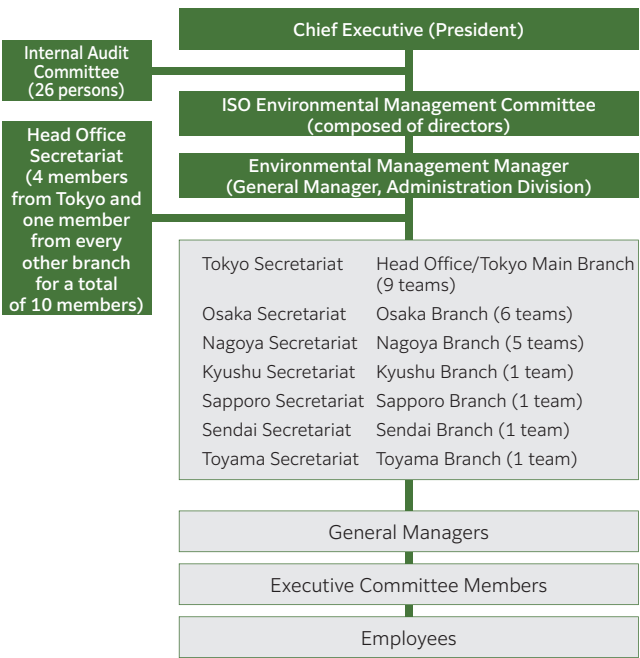 Chief Executive (President)
Internal Audit
Committee
(26 persons)
ISO Environmental Management Committee
(composed of directors)
Head Office
Secretariat
(4 members
from Tokyo and
one member
from every
other branch
for a total
of 10 members)
Environmental Management Manager
(General Manager, Administration Division)
Tokyo Secretariat Head Office/Tokyo Main Branch
(9 teams)
Osaka Secretariat Osaka Branch (6 teams)
Nagoya Secretariat Nagoya Branch (5 teams)
Kyushu Secretariat Kyushu Branch (1 team)
Sapporo Secretariat Sapporo Branch (1 team)
Sendai Secretariat Sendai Branch (1 team)
Toyama Secretariat Toyama Branch (1 team)
General Managers
Executive Committee Members
Employees